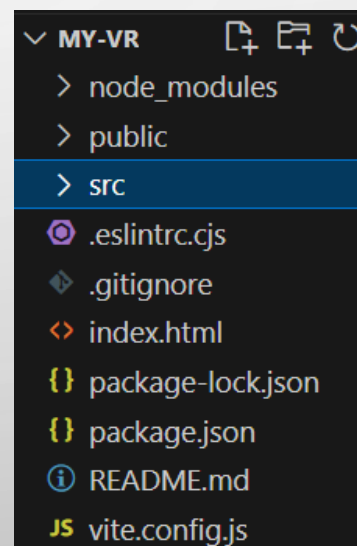 MY-VR
node_modules
public
src
.eslintrc.cjs
.gitignore
index.html
{} package-lock.json
{} package.json
README.md
JS vite.config.js